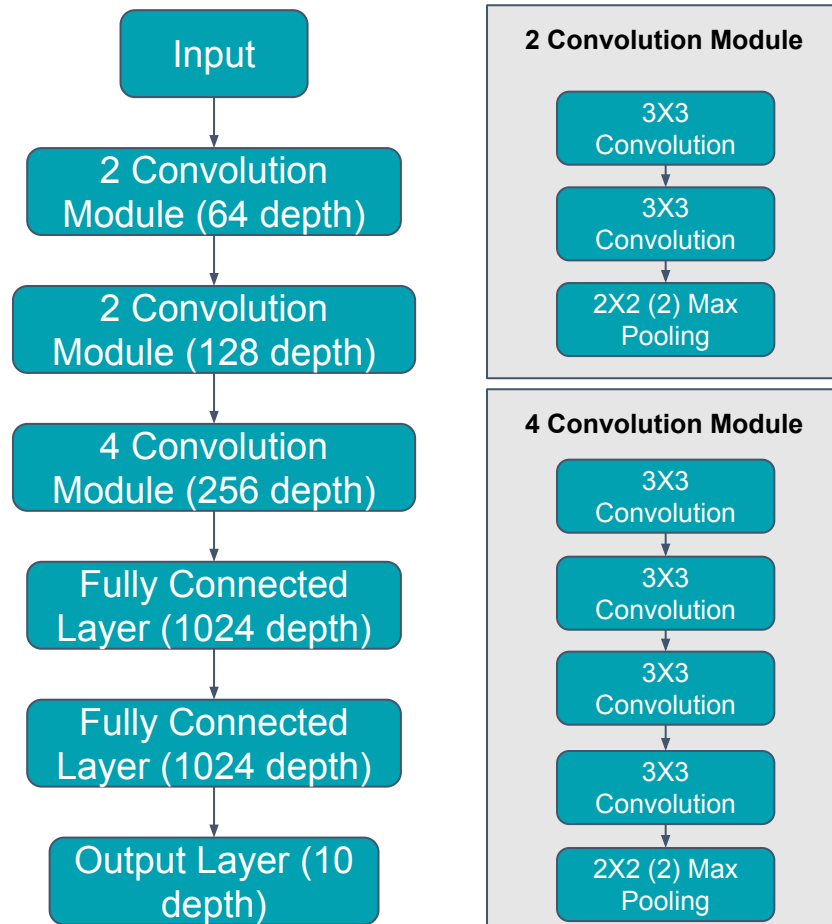 Input
2 Convolution
Module (64 depth)
2 Convolution
Module (128 depth)
4 Convolution
Module (256 depth)
Fully Connected
Layer (1024 depth)
Fully Connected
Layer (1024 depth)
Output Layer (10
depth)
2 Convolution Module
3X3
Convolution
3X3
Convolution
2X2 (2) Max
Pooling
4 Convolution Module
3X3
Convolution
3X3
Convolution
3X3
Convolution
3X3
Convolution
2X2 (2) Max
Pooling